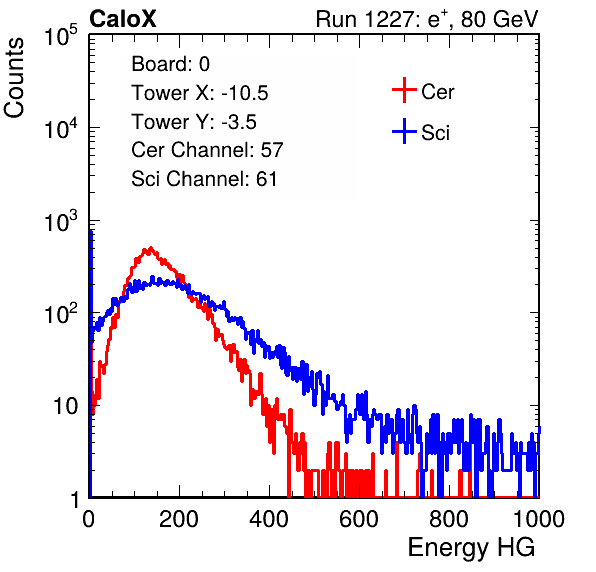 CaloX
Run 1227: e⁺, 80 GeV
Counts
10⁵
10⁴
10³
10²
10
1
Board: 0
Tower X: -10.5
Tower Y: -3.5
Cer Channel: 57
Sci Channel: 61
Cer
Sci
0 200 400 600 800 1000
Energy HG